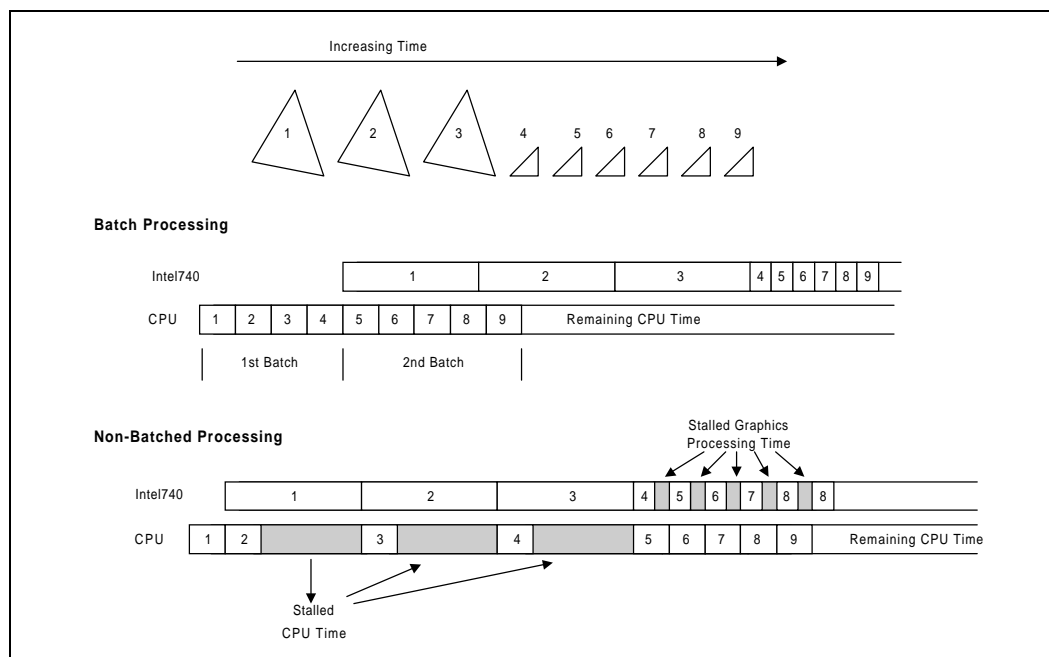 Increasing Time
1 2 3 4 5 6 7 8 9
Batch Processing
Intel740 1 2 3 4 5 6 7 8 9
CPU 1 2 3 4 5 6 7 8 9 Remaining CPU Time
1st Batch 2nd Batch
Non-Batched Processing
Stalled Graphics
Processing Time
Intel740 1 2 3 4 5 6 7 8 8
CPU 1 2 3 4 5 6 7 8 9 Remaining CPU Time
Stalled
CPU Time